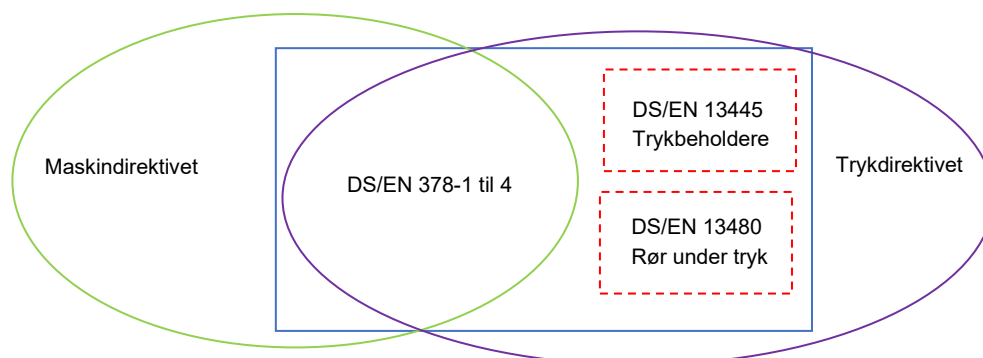 DS/EN 13445
Trykbeholdere
Maskindirektivet
Trykdirektivet
DS/EN 378-1 til 4
DS/EN 13480
Rør under tryk